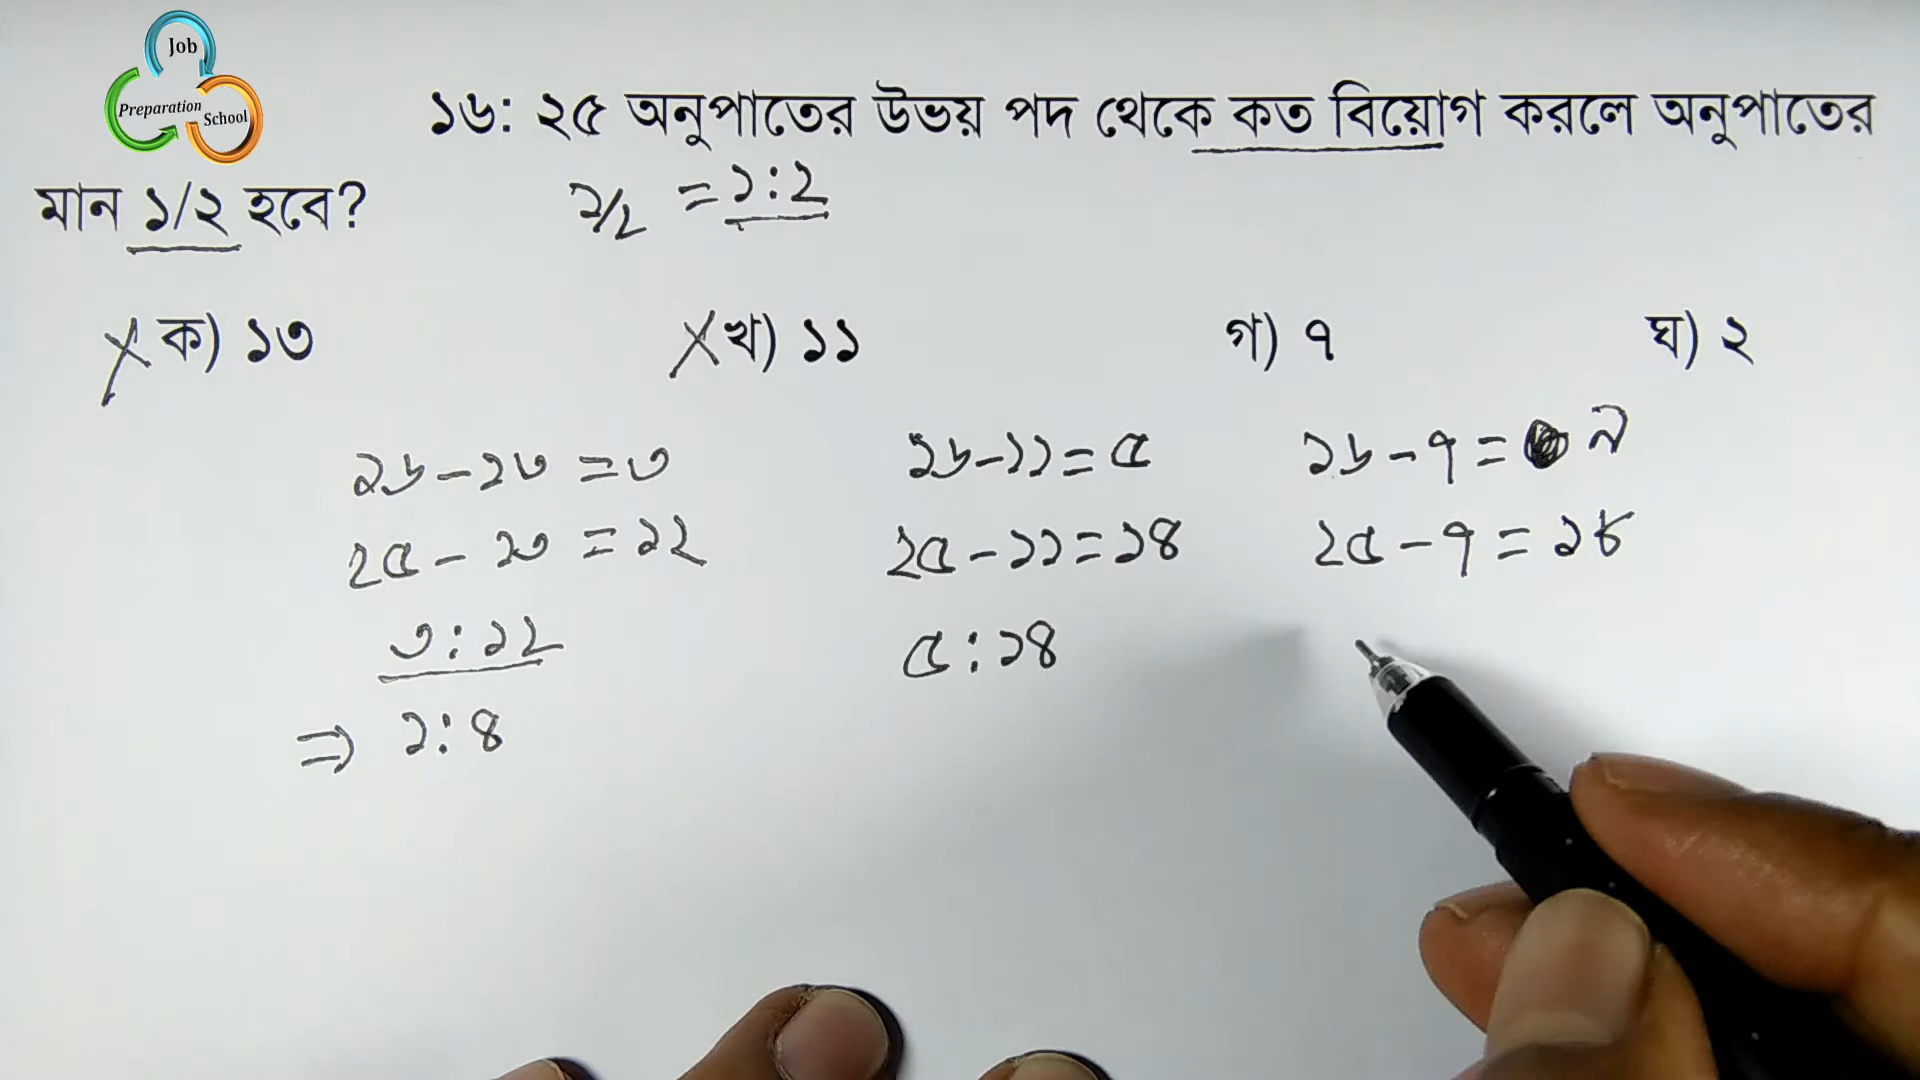 Job
Preparation
School
১৬: ২৫ অনুপাতের উভয় পদ থেকে কত বিয়োগ করলে অনুপাতের
মান ১/২ হবে?
১/২ = ১:২
ক) ১৩ খ) ১১ গ) ৭ ঘ) ২
১৬-১৩ = ৩
২৫ - ১৩ = ১২
৩:১২
⇒ ১:৪
১৬-১১ = ৫
২৫-১১ = ১৪
৫:১৪
১৬-৭ = ৯
২৫-৭ = ১৮